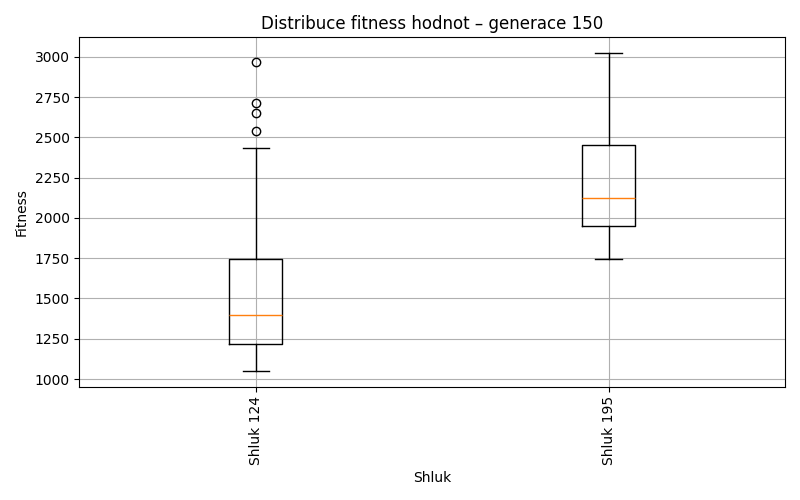 Distribuce fitness hodnot – generace 150
Fitness
3000
2750
2500
2250
2000
1750
1500
1250
1000
Shluk 124
Shluk 195
Shluk